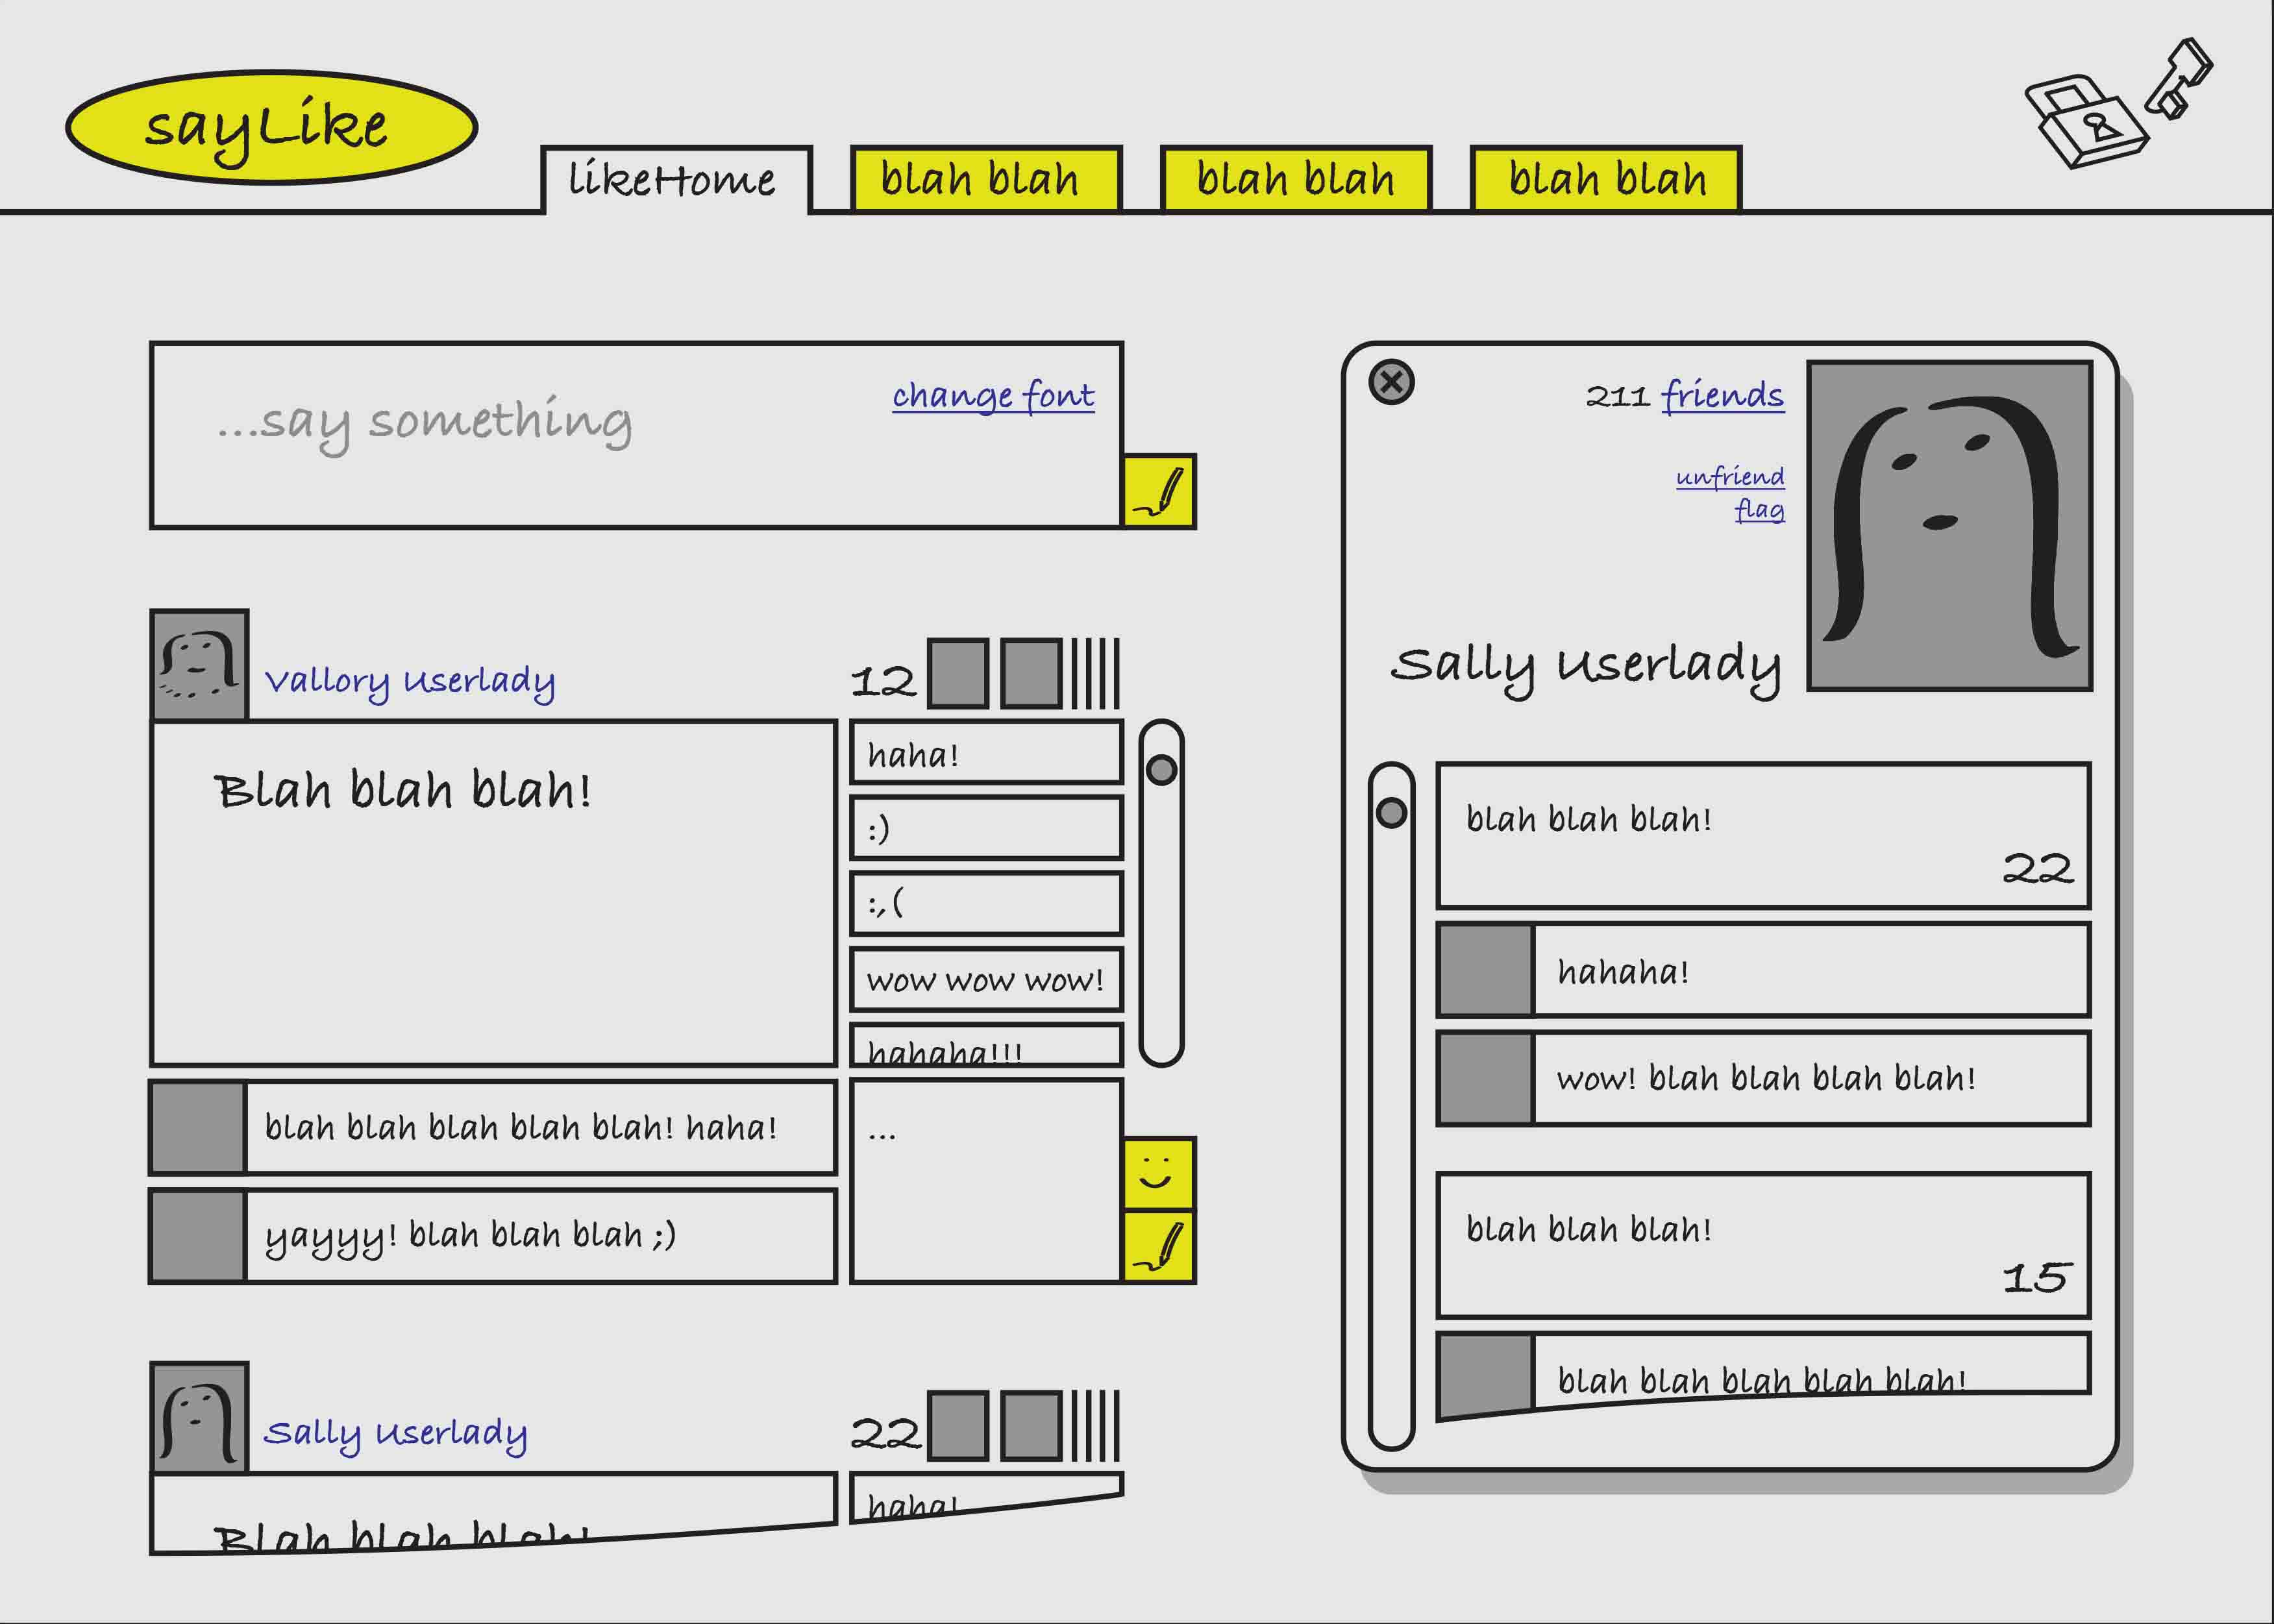 sayLike
likeHome
blah blah
blah blah
blah blah
...say something
change font
Vallory Userlady
12
Blah blah blah!
haha!
:)
:,(
wow wow wow!
hahaha!!!
blah blah blah blah blah! haha!
yayyy! blah blah blah ;)
...
Sally Userlady
22
Blah blah blah!
haha!
211 friends
unfriend
flag
Sally Userlady
blah blah blah!
22
hahaha!
wow! blah blah blah blah!
blah blah blah!
15
blah blah blah blah blah!